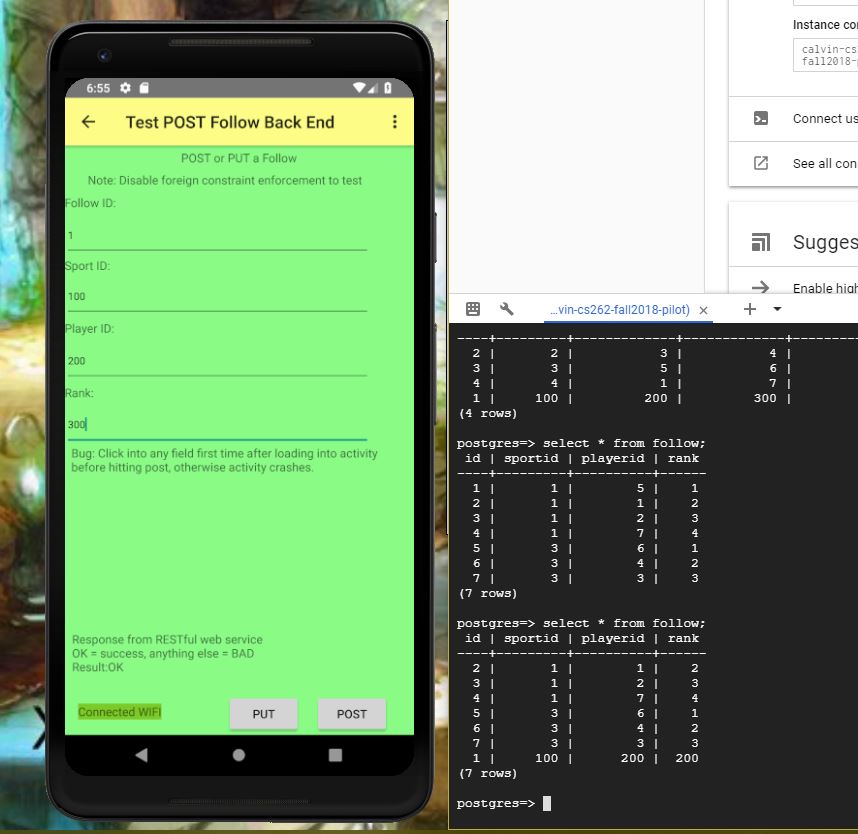 6:55
Test POST Follow Back End
POST or PUT a Follow
Note: Disable foreign constraint enforcement to test
Follow ID:
1
Sport ID:
100
Player ID:
200
Rank:
300
Bug: Click into any field first time after loading into activity
before hitting post, otherwise activity crashes.
Response from RESTful web service
OK = success, anything else = BAD
Result:OK
Connected WIFI
PUT
POST
Instance co
calvin-cs
fall2018-
Connect us
See all con
Sugges
Enable high
...vin-cs262-fall2018-pilot)
----+---------+-------------+-------------+--------
2 | 2 | 3 | 4 |
3 | 3 | 5 | 6 |
4 | 4 | 1 | 7 |
1 | 100 | 200 | 300 |
(4 rows)
postgres=> select * from follow;
id | sportid | playerid | rank
----+---------+----------+------
1 | 1 | 5 | 1
2 | 1 | 1 | 2
3 | 1 | 2 | 3
4 | 1 | 7 | 4
5 | 3 | 6 | 1
6 | 3 | 4 | 2
7 | 3 | 3 | 3
(7 rows)
postgres=> select * from follow;
id | sportid | playerid | rank
----+---------+----------+------
2 | 1 | 1 | 2
3 | 1 | 2 | 3
4 | 1 | 7 | 4
5 | 3 | 6 | 1
6 | 3 | 4 | 2
7 | 3 | 3 | 3
1 | 100 | 200 | 200
(7 rows)
postgres=>